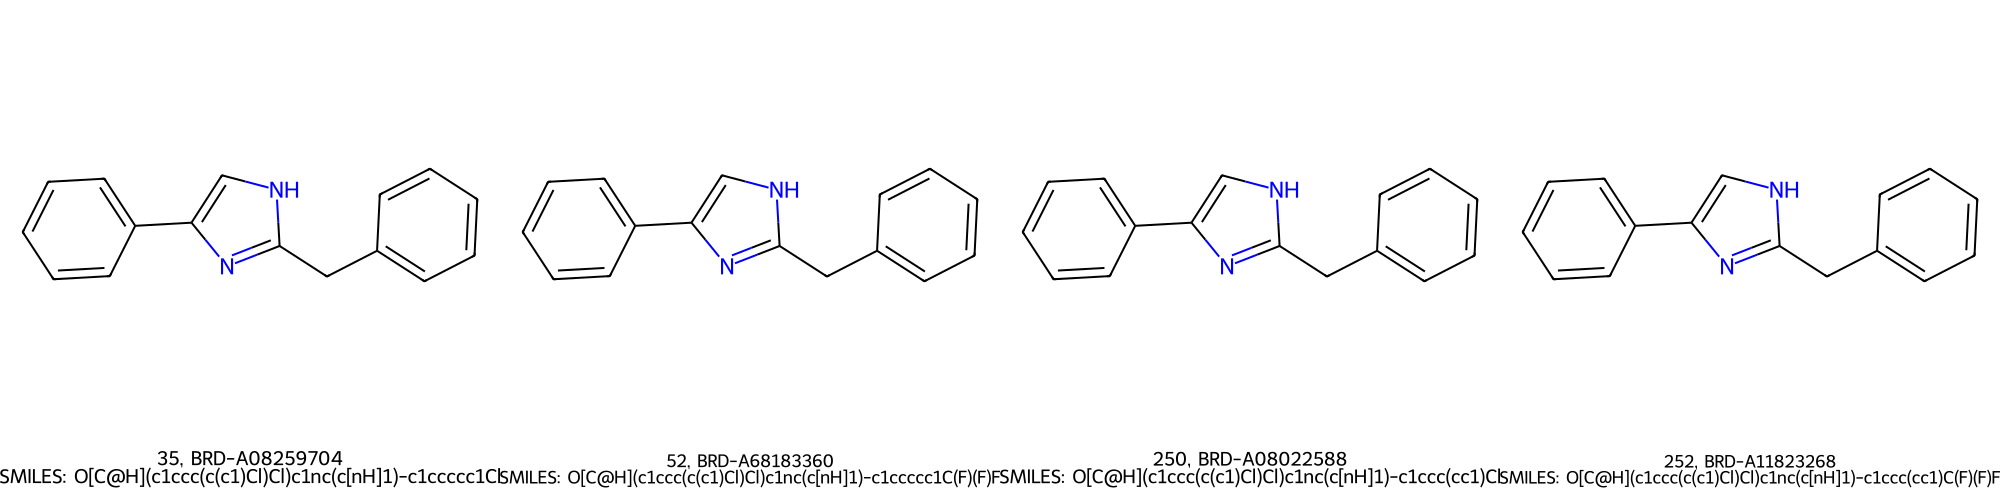 NH
N
NH
N
NH
N
NH
N
35, BRD-A08259704
SMILES: O[C@H](c1ccc(c(c1)Cl)Cl)c1nc(c[nH]1)-c1ccccc1Cl
52, BRD-A68183360
SMILES: O[C@H](c1ccc(c(c1)Cl)Cl)c1nc(c[nH]1)-c1ccccc1C(F)(F)F
250, BRD-A08022588
SMILES: O[C@H](c1ccc(c(c1)Cl)Cl)c1nc(c[nH]1)-c1ccc(cc1)Cl
252, BRD-A11823268
SMILES: O[C@H](c1ccc(c(c1)Cl)Cl)c1nc(c[nH]1)-c1ccc(cc1)C(F)(F)F